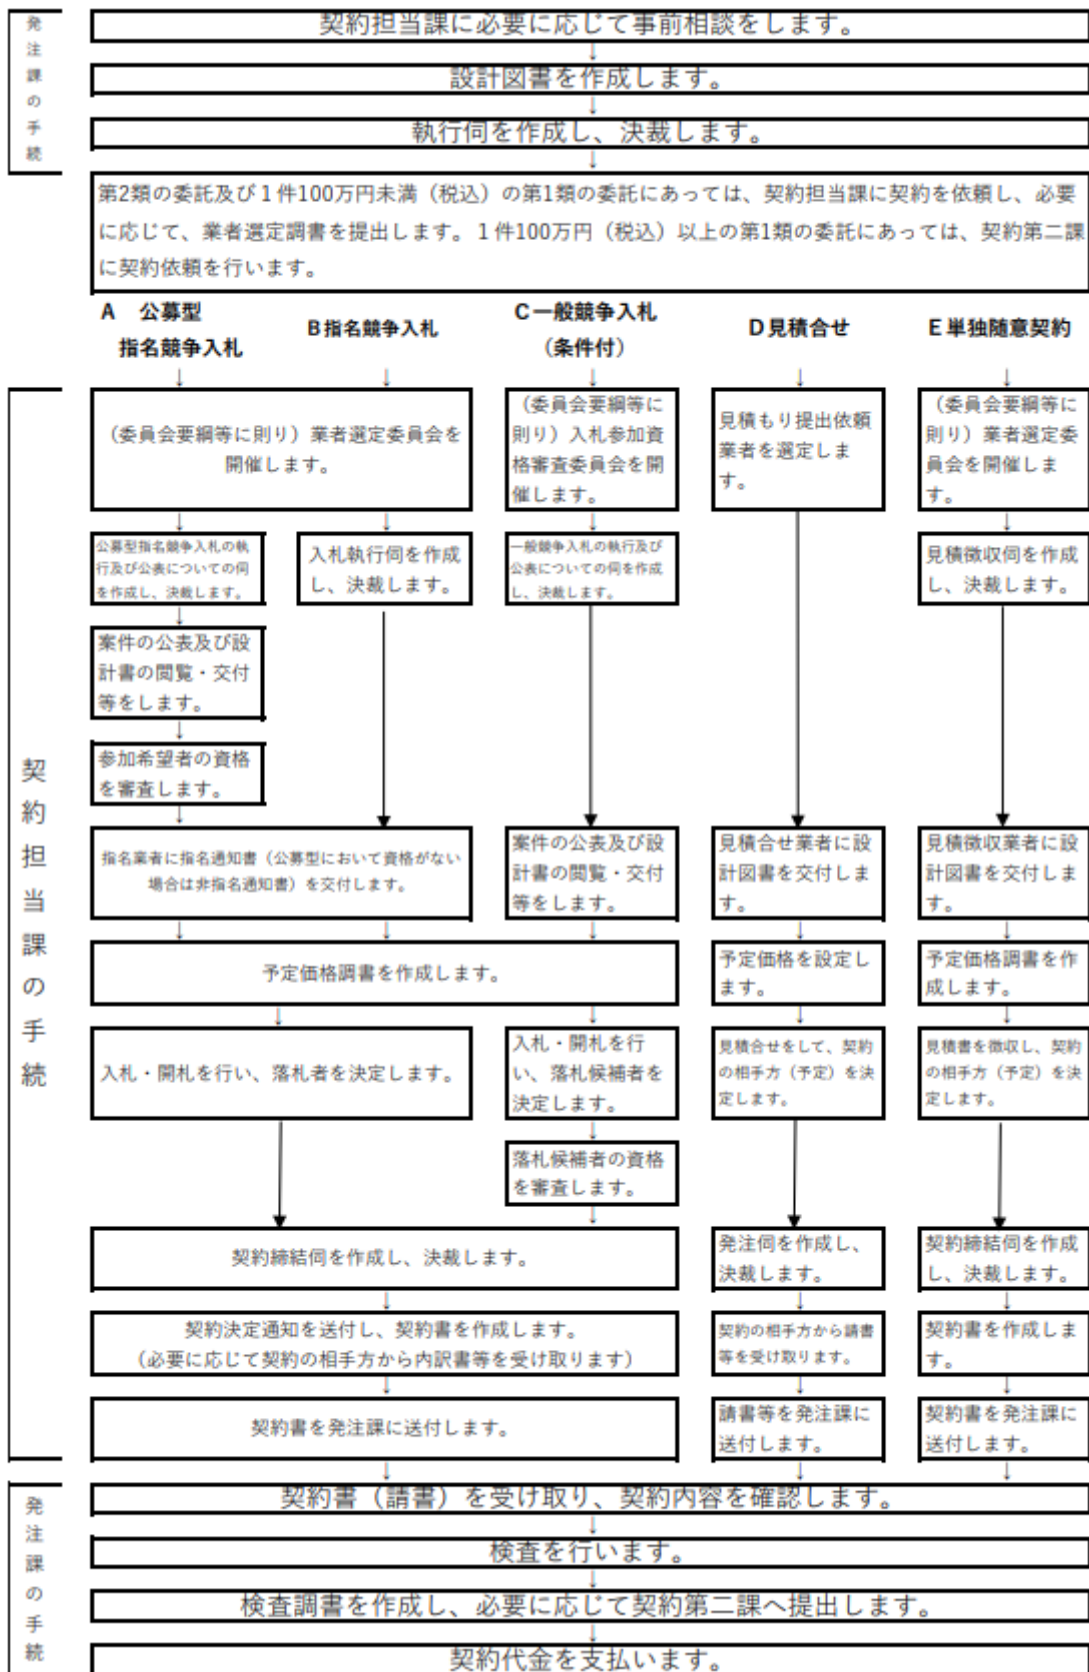 発注課の手続
契約担当課に必要に応じて事前相談をします。
↓
設計図書を作成します。
↓
執行伺を作成し、決裁します。
↓
第2類の委託及び１件100万円未満（税込）の第1類の委託にあっては、契約担当課に契約を依頼し、必要
に応じて、業者選定調書を提出します。１件100万円（税込）以上の第1類の委託にあっては、契約第二課
に契約依頼を行います。
A　公募型
指名競争入札
B指名競争入札
C一般競争入札
（条件付）
D見積合せ
E単独随意契約
↓ ↓ ↓ ↓ ↓
契約担当課の手続
（委員会要綱等に則り）業者選定委員会を
開催します。
（委員会要綱等に
則り）入札参加資
格審査委員会を開
催します。
見積もり提出依頼
業者を選定しま
す。
（委員会要綱等に
則り）業者選定委
員会を開催しま
す。
↓ ↓ ↓ ↓
公募型指名競争入札の執
行及び公表についての伺
を作成し、決裁します。
入札執行伺を作成
し、決裁します。
一般競争入札の執行及び
公表についての伺を作成
し、決裁します。
見積徴収伺を作成
し、決裁します。
↓
案件の公表及び設
計書の閲覧・交付
等をします。
↓
参加希望者の資格
を審査します。
↓
指名業者に指名通知書（公募型において資格がない
場合は非指名通知書）を交付します。
案件の公表及び設
計書の閲覧・交付
等をします。
見積合せ業者に設
計図書を交付しま
す。
見積徴収業者に設
計図書を交付しま
す。
↓ ↓ ↓ ↓ ↓
予定価格調書を作成します。
予定価格を設定し
ます。
予定価格調書を作
成します。
↓ ↓ ↓ ↓
入札・開札を行い、落札者を決定します。
入札・開札を行
い、落札候補者を
決定します。
見積合せをして、契約
の相手方（予定）を決
定します。
見積書を徴収し、契約
の相手方（予定）を決
定します。
↓
落札候補者の資格
を審査します。
↓
契約締結伺を作成し、決裁します。
発注伺を作成し、
決裁します。
契約締結伺を作成
し、決裁します。
↓ ↓ ↓
契約決定通知を送付し、契約書を作成します。
（必要に応じて契約の相手方から内訳書等を受け取ります）
契約の相手方から請書
等を受け取ります。
契約書を作成しま
す。
↓ ↓ ↓
契約書を発注課に送付します。
請書等を発注課に
送付します。
契約書を発注課に
送付します。
↓ ↓ ↓
発注課の手続
契約書（請書）を受け取り、契約内容を確認します。
↓
検査を行います。
↓
検査調書を作成し、必要に応じて契約第二課へ提出します。
↓
契約代金を支払います。